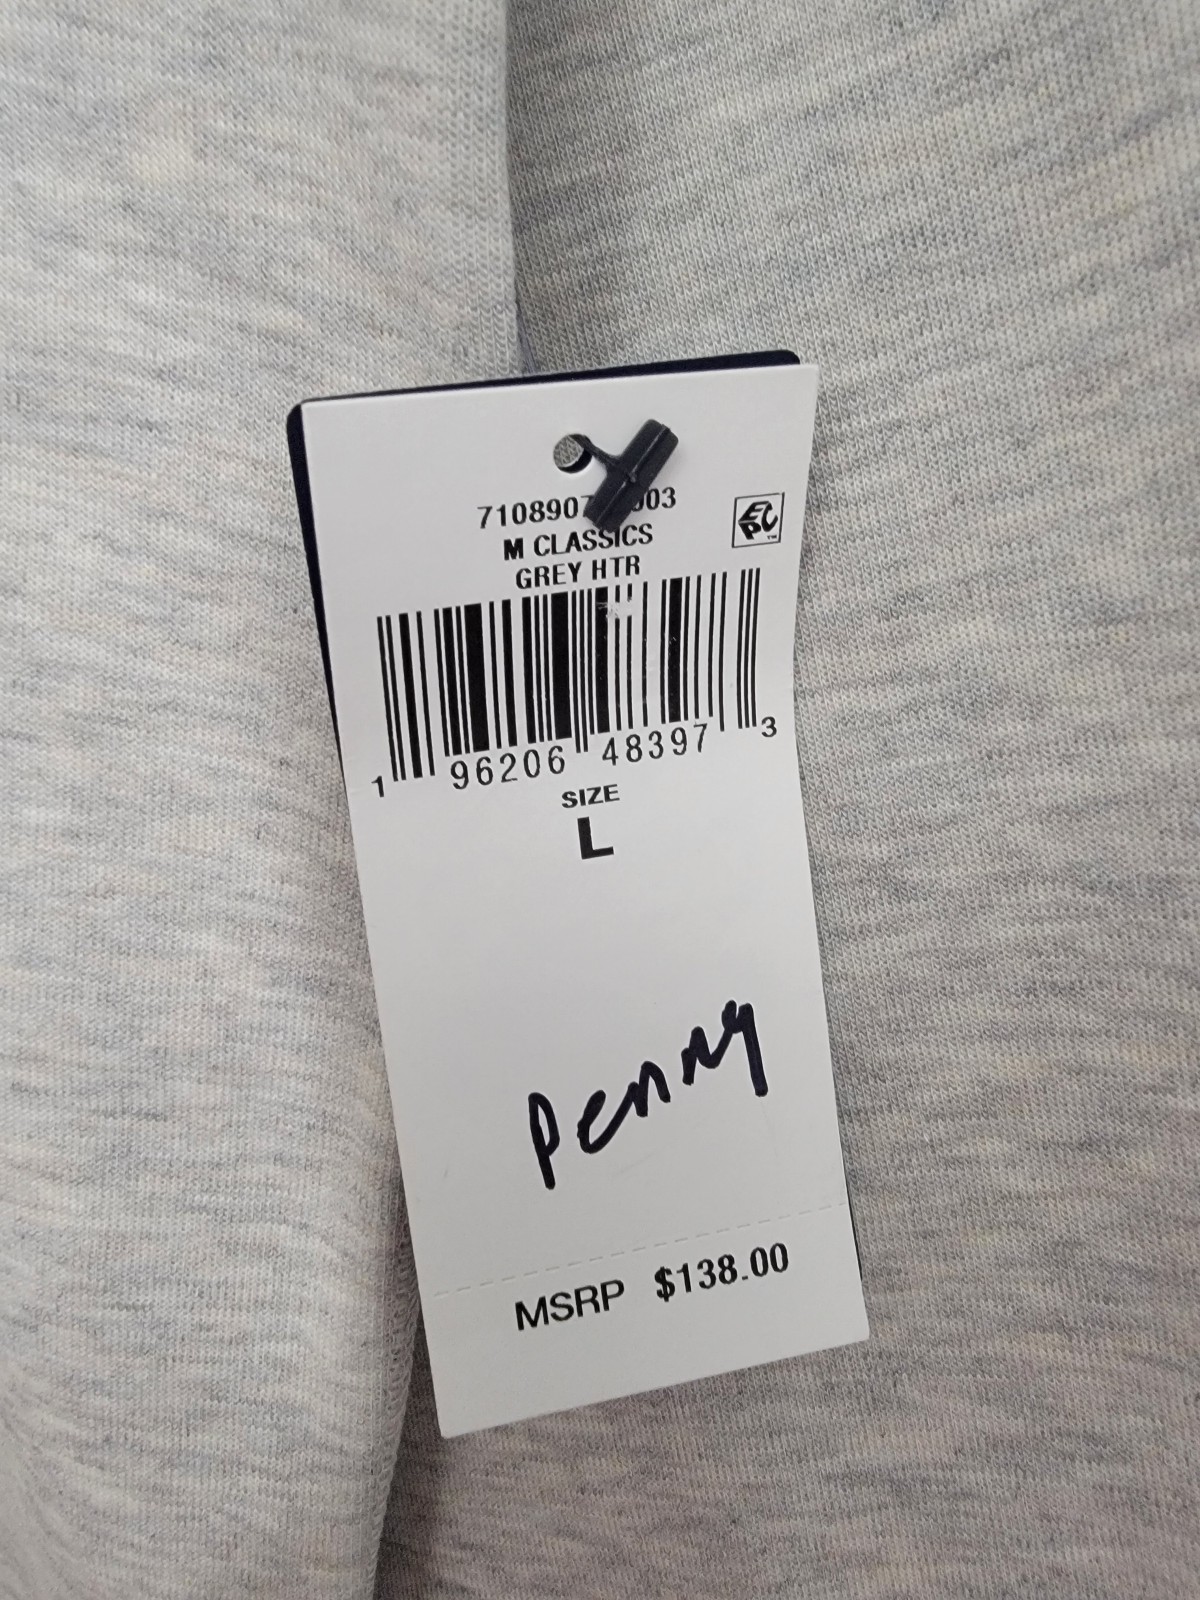 M CLASSICS
GREY HTR
1 96206 48397 3
SIZE
L
Penny
MSRP $138.00